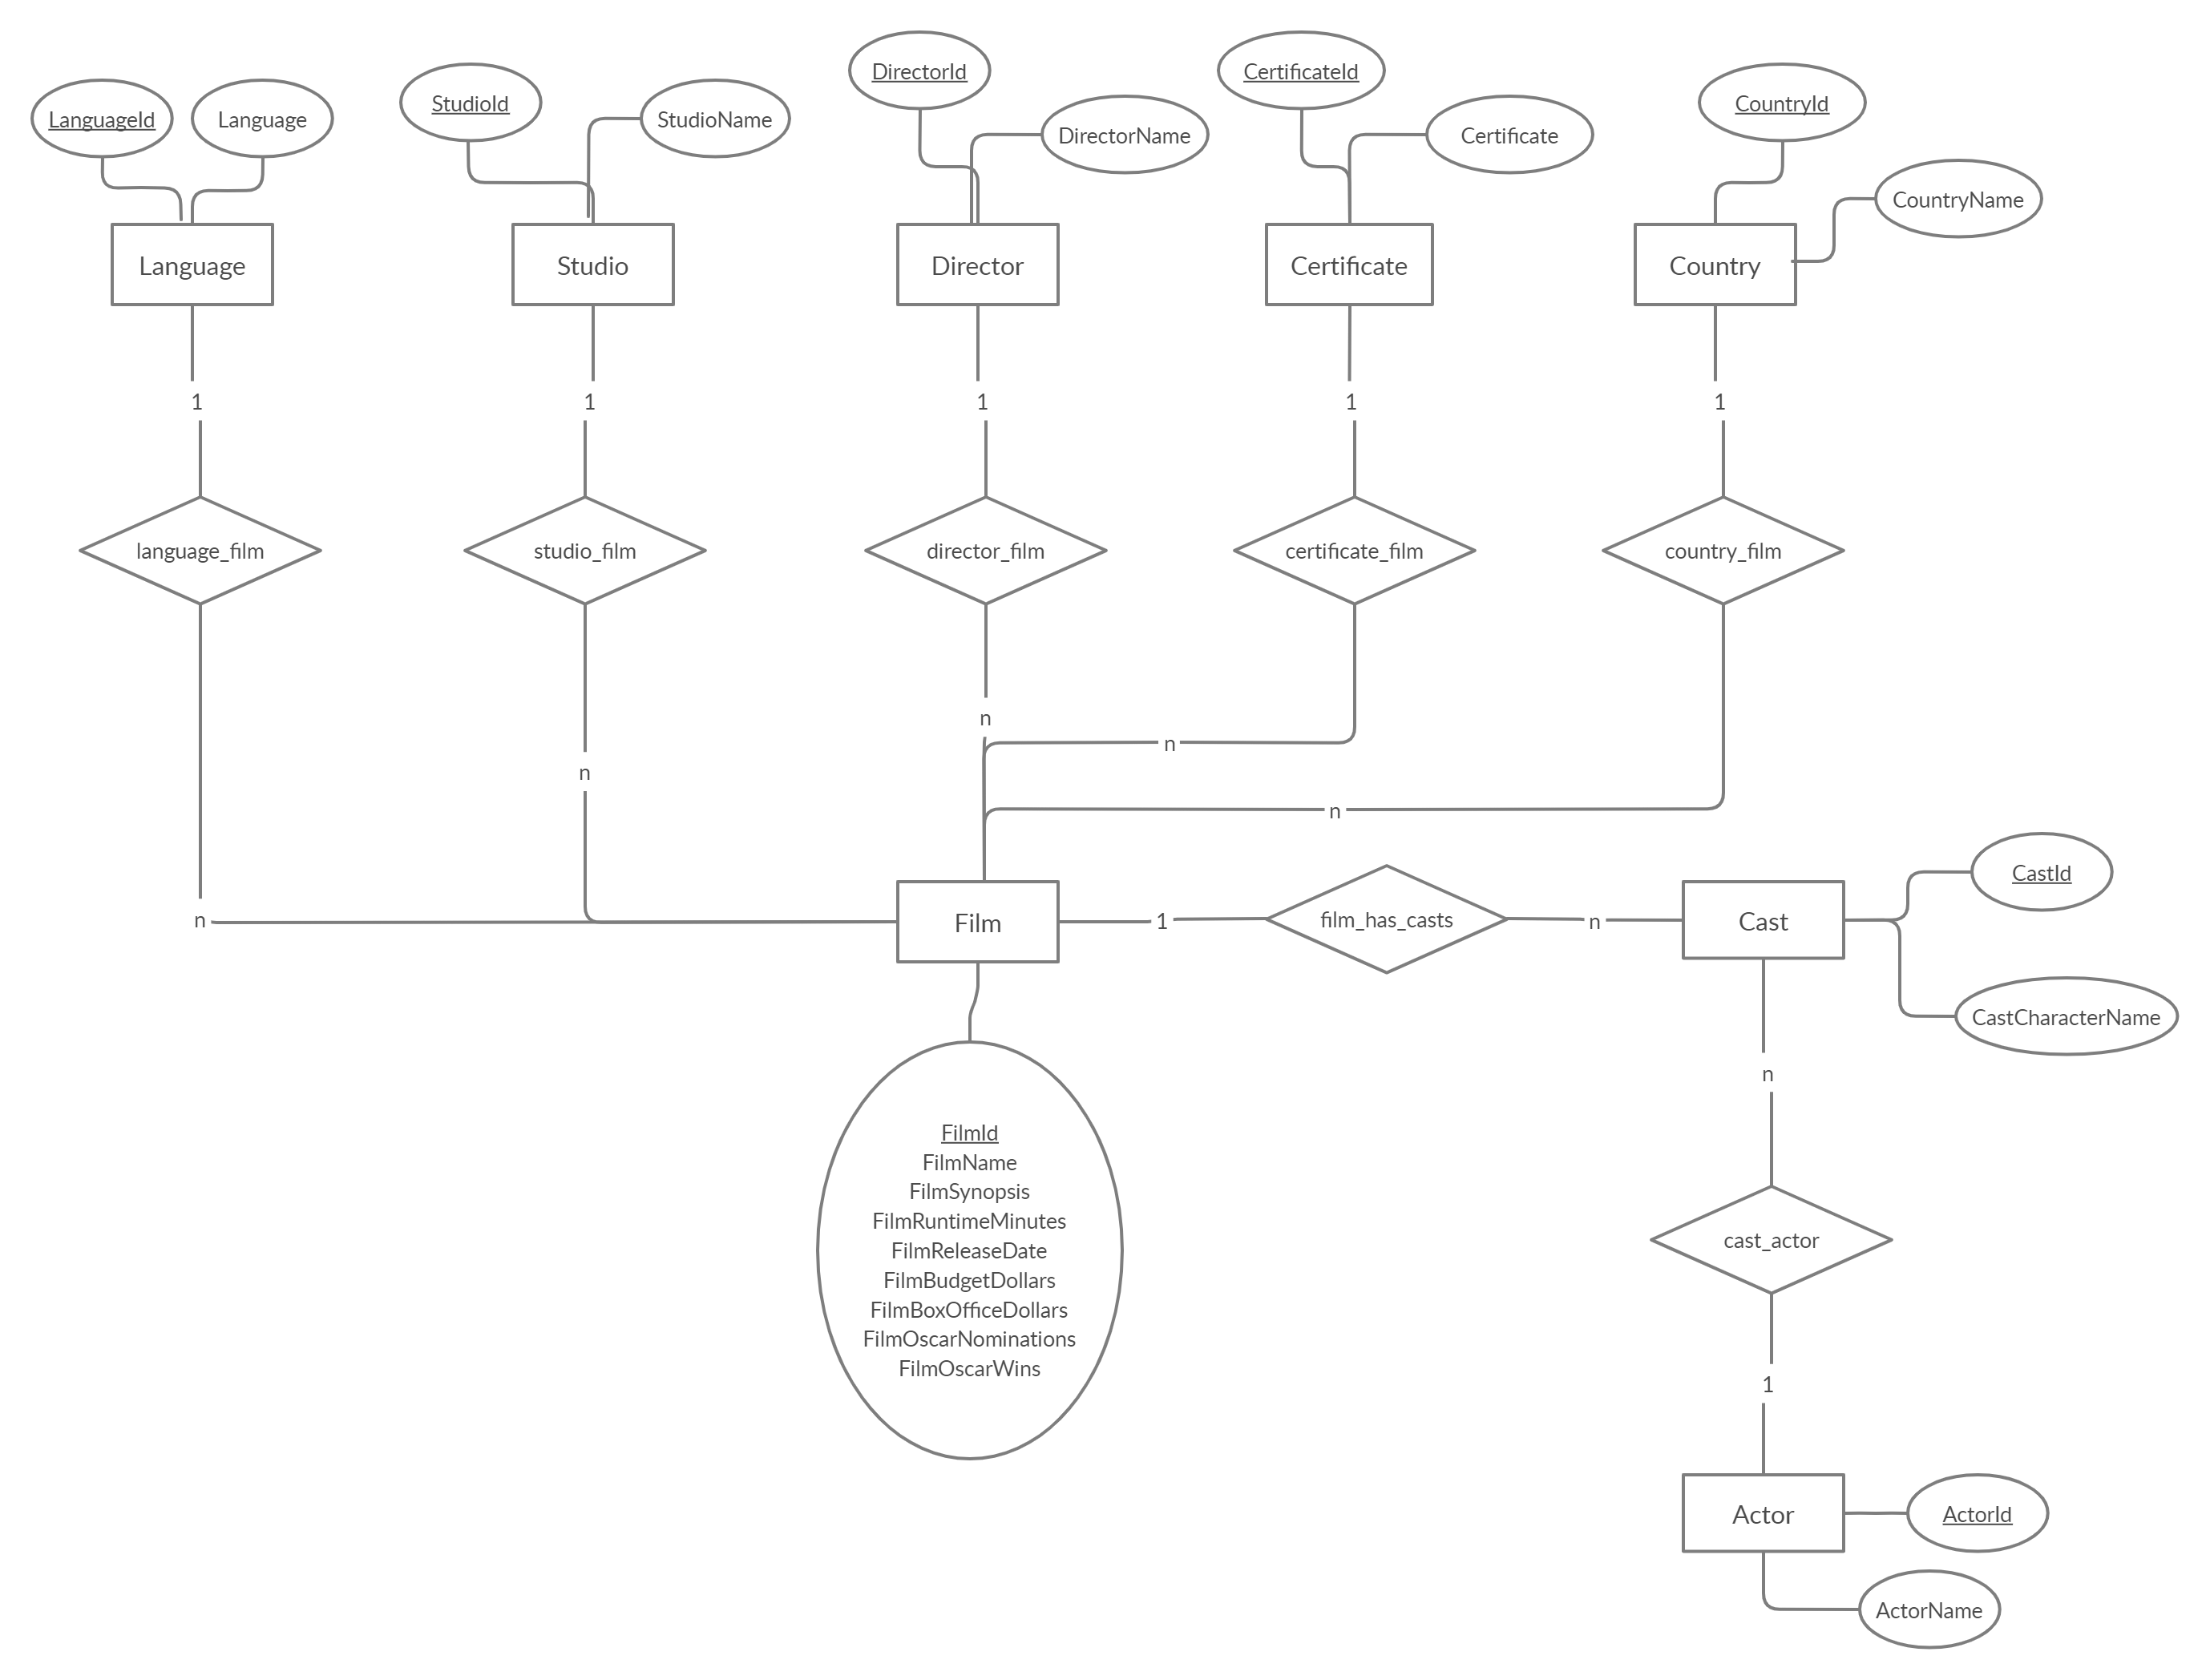 DirectorId
CertificateId
StudioId
CountryId
LanguageId
Language
StudioName
DirectorName
Certificate
CountryName
Language
Studio
Director
Certificate
Country
1
1
1
1
1
language_film
studio_film
director_film
certificate_film
country_film
n
n
n
n
CastId
n
Film
1
film_has_casts
n
Cast
CastCharacterName
n
FilmId
FilmName
FilmSynopsis
FilmRuntimeMinutes
FilmReleaseDate
FilmBudgetDollars
FilmBoxOfficeDollars
FilmOscarNominations
FilmOscarWins
cast_actor
1
Actor
ActorId
ActorName